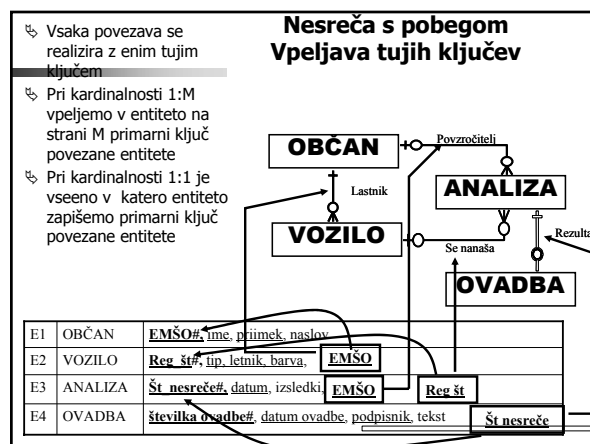 Nesreča s pobegom
Vpeljava tujih ključev
Vsaka povezava se
realizira z enim tujim
ključem
Pri kardinalnosti 1:M
vpeljemo v entiteto na
strani M primarni ključ
povezane entitete
Pri kardinalnosti 1:1 je
vseeno v katero entiteto
zapišemo primarni ključ
povezane entitete
OBČAN
Povzročitelj
ANALIZA
Lastnik
VOZILO
Se nanaša
Rezulta
OVADBA
E1 OBČAN EMŠO#, ime, priimek, naslov
E2 VOZILO Reg_št#, tip, letnik, barva, EMŠO
E3 ANALIZA Št_nesreče#, datum, izsledki, EMŠO Reg št
E4 OVADBA številka ovadbe#, datum ovadbe, podpisnik, tekst Št nesreče